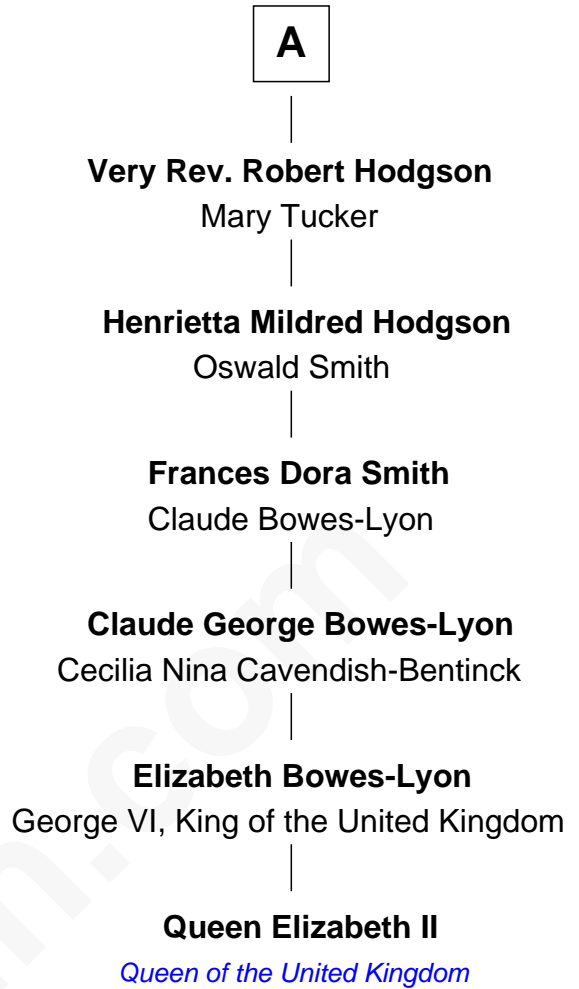 A
Very Rev. Robert Hodgson
Mary Tucker
Henrietta Mildred Hodgson
Oswald Smith
Frances Dora Smith
Claude Bowes-Lyon
Claude George Bowes-Lyon
Cecilia Nina Cavendish-Bentinck
Elizabeth Bowes-Lyon
George VI, King of the United Kingdom
Queen Elizabeth II
Queen of the United Kingdom